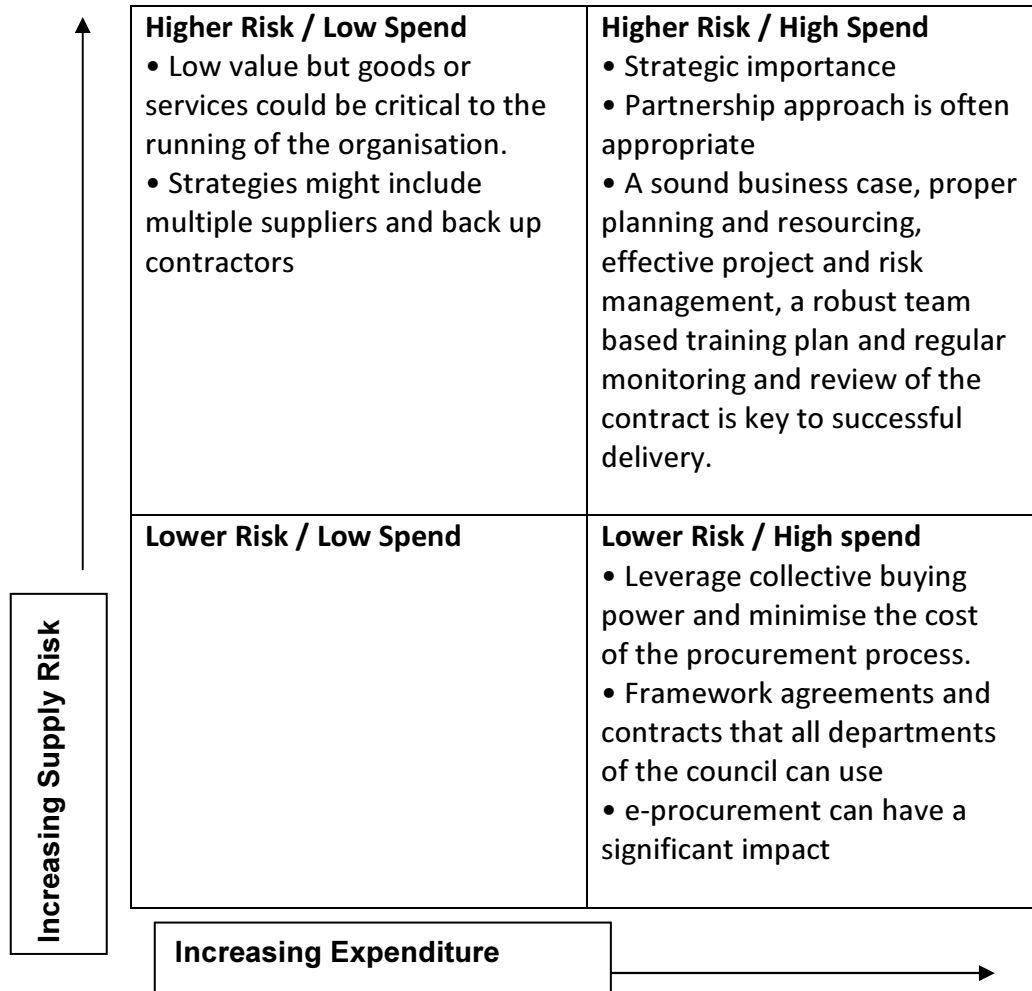 Higher Risk / Low Spend
• Low value but goods or
services could be critical to the
running of the organisation.
• Strategies might include
multiple suppliers and back up
contractors
Higher Risk / High Spend
• Strategic importance
• Partnership approach is often
appropriate
• A sound business case, proper
planning and resourcing,
effective project and risk
management, a robust team
based training plan and regular
monitoring and review of the
contract is key to successful
delivery.
Lower Risk / Low Spend
Lower Risk / High spend
• Leverage collective buying
power and minimise the cost
of the procurement process.
• Framework agreements and
contracts that all departments
of the council can use
• e-procurement can have a
significant impact
Increasing Supply Risk
Increasing Expenditure